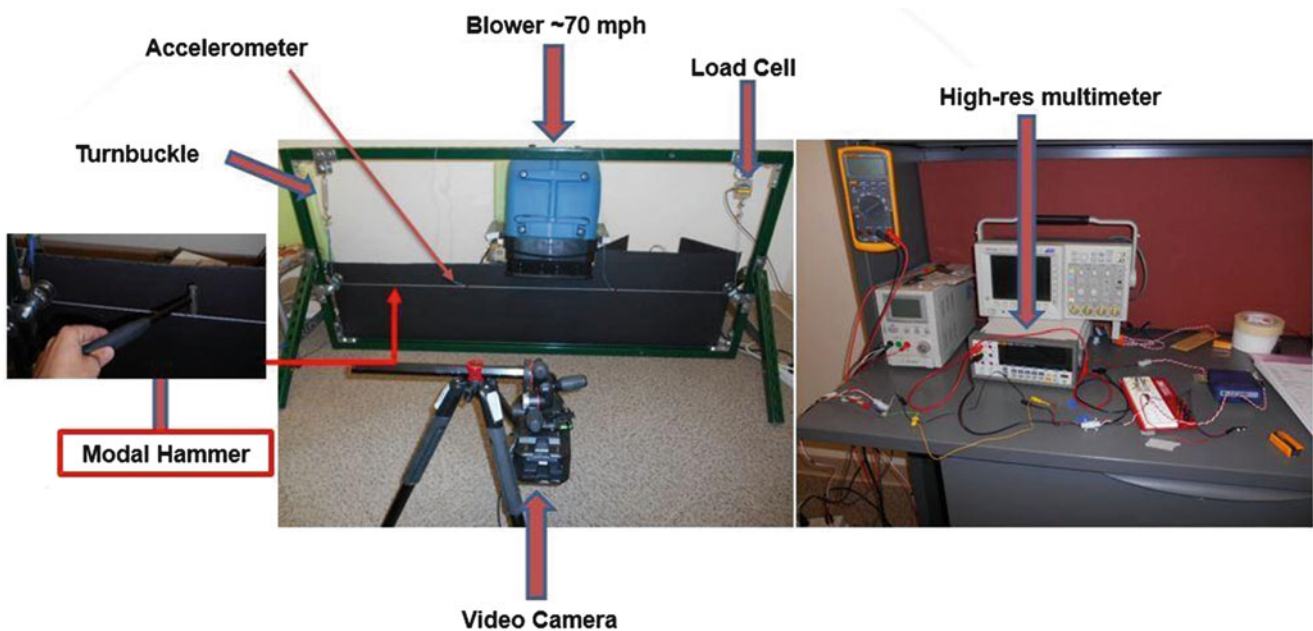 Blower ~70 mph
Accelerometer
Load Cell
High-res multimeter
Turnbuckle
Modal Hammer
Video Camera